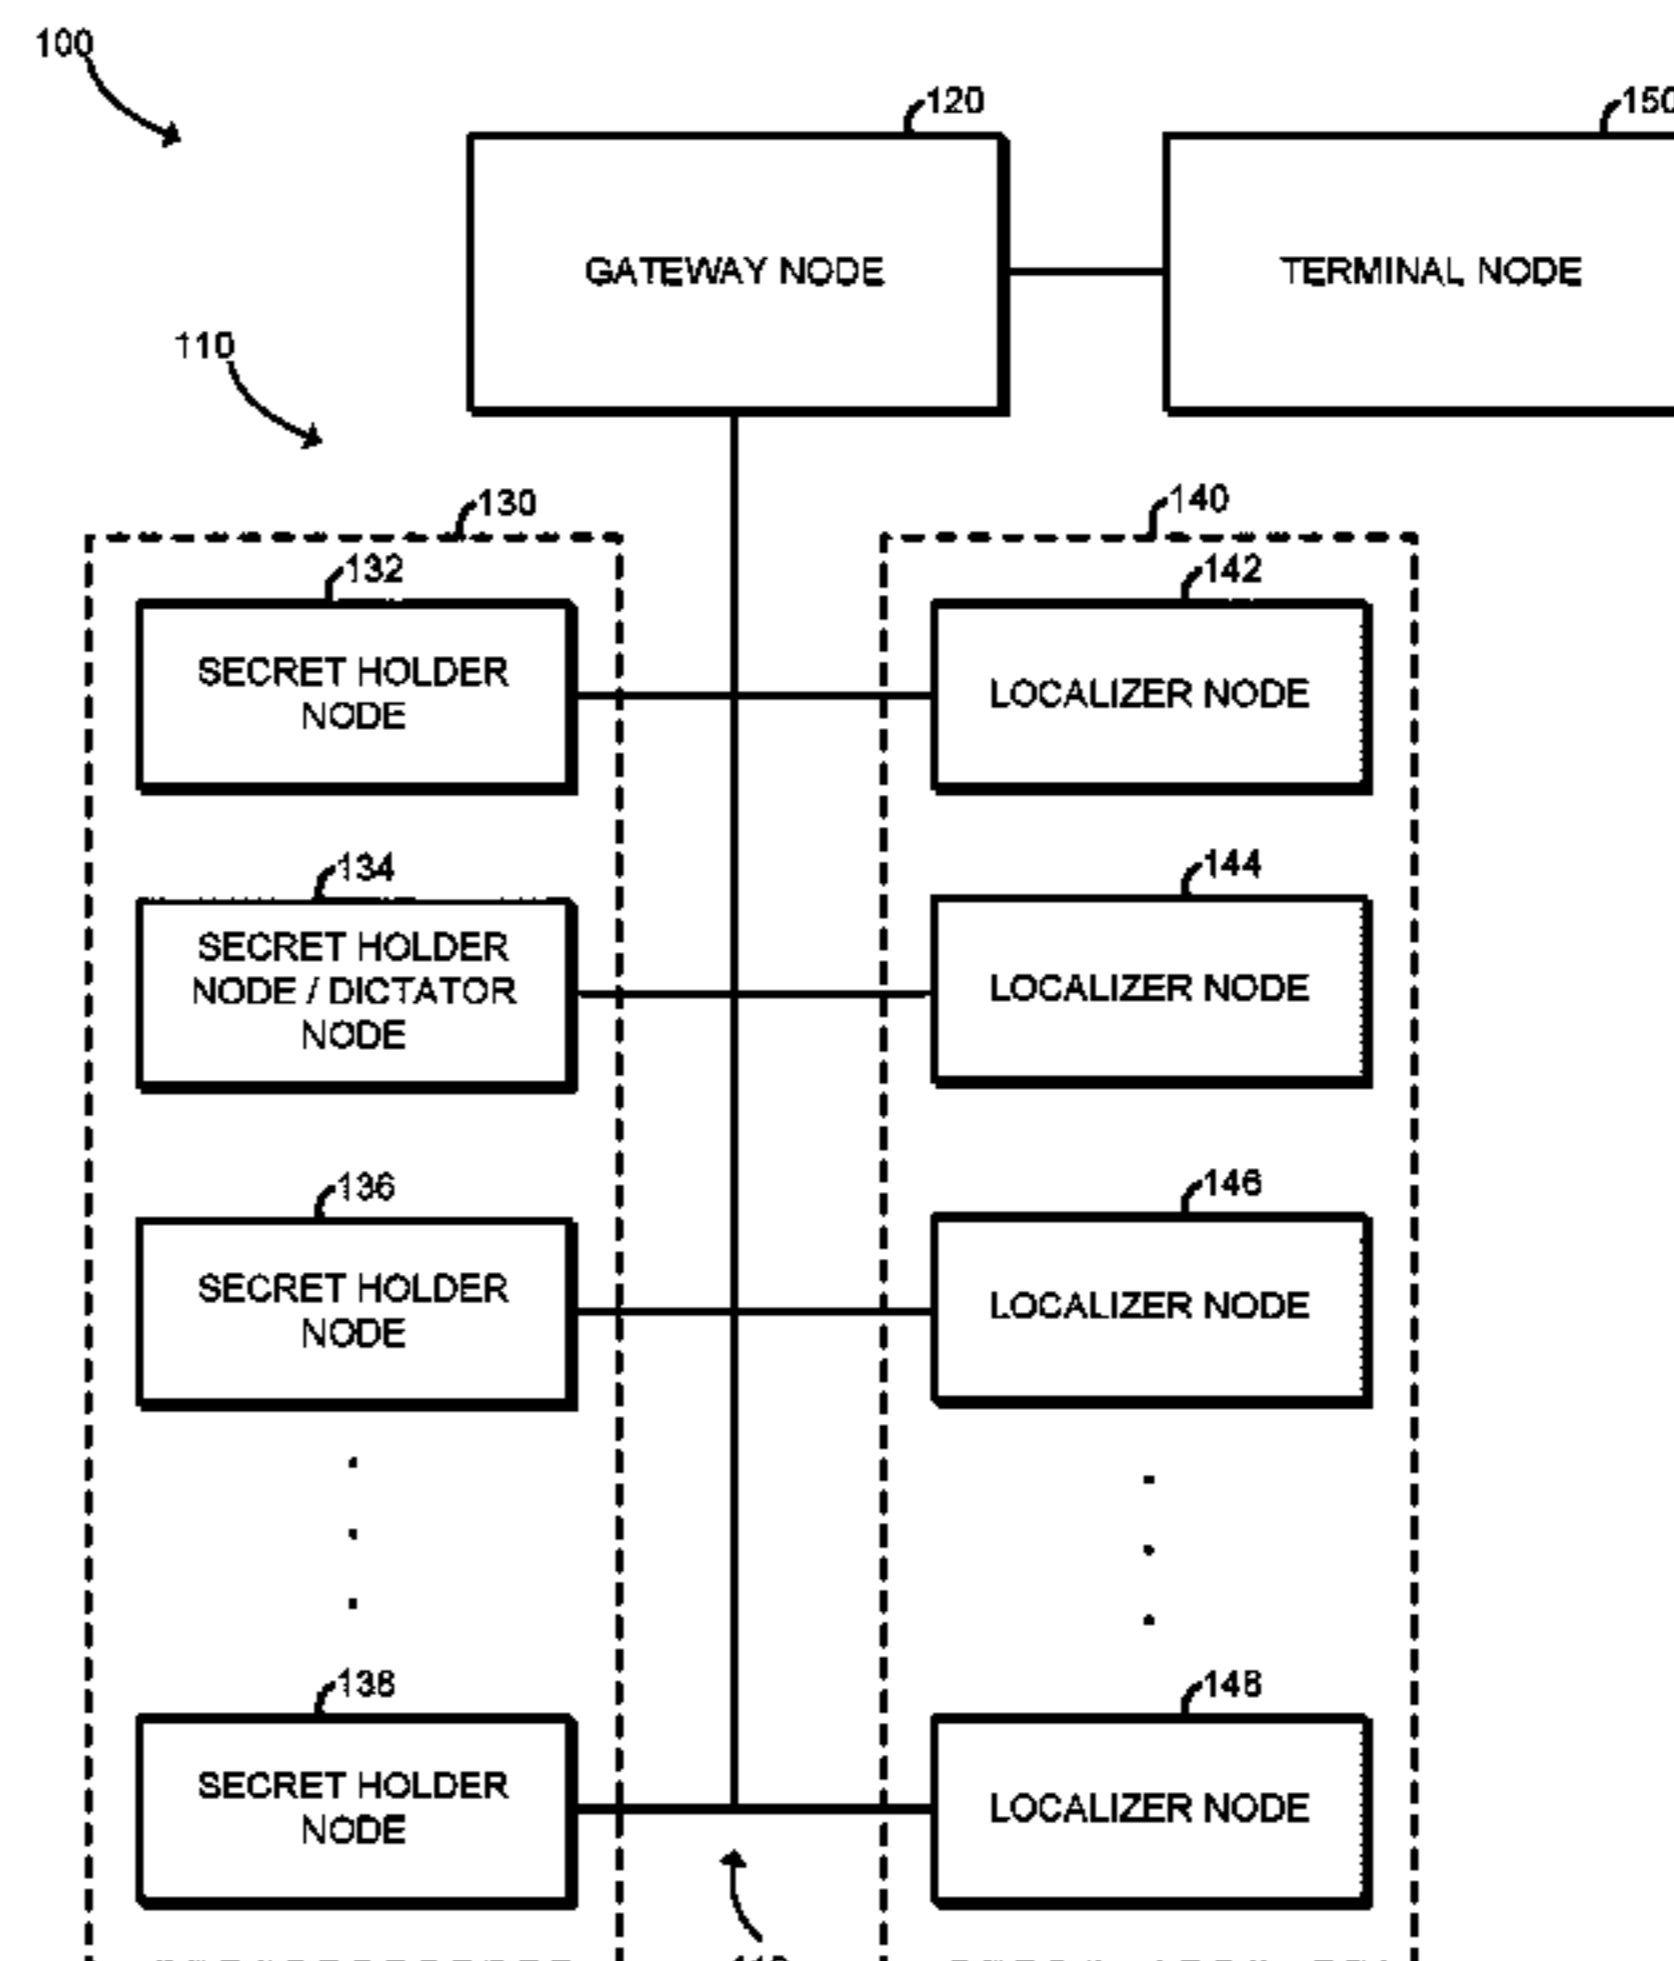 100
120
150
GATEWAY NODE
TERMINAL NODE
110
130
140
132
142
SECRET HOLDER
NODE
LOCALIZER NODE
134
144
SECRET HOLDER
NODE / DICTATOR
NODE
LOCALIZER NODE
136
146
SECRET HOLDER
NODE
LOCALIZER NODE
.
.
.
.
.
.
138
148
SECRET HOLDER
NODE
LOCALIZER NODE